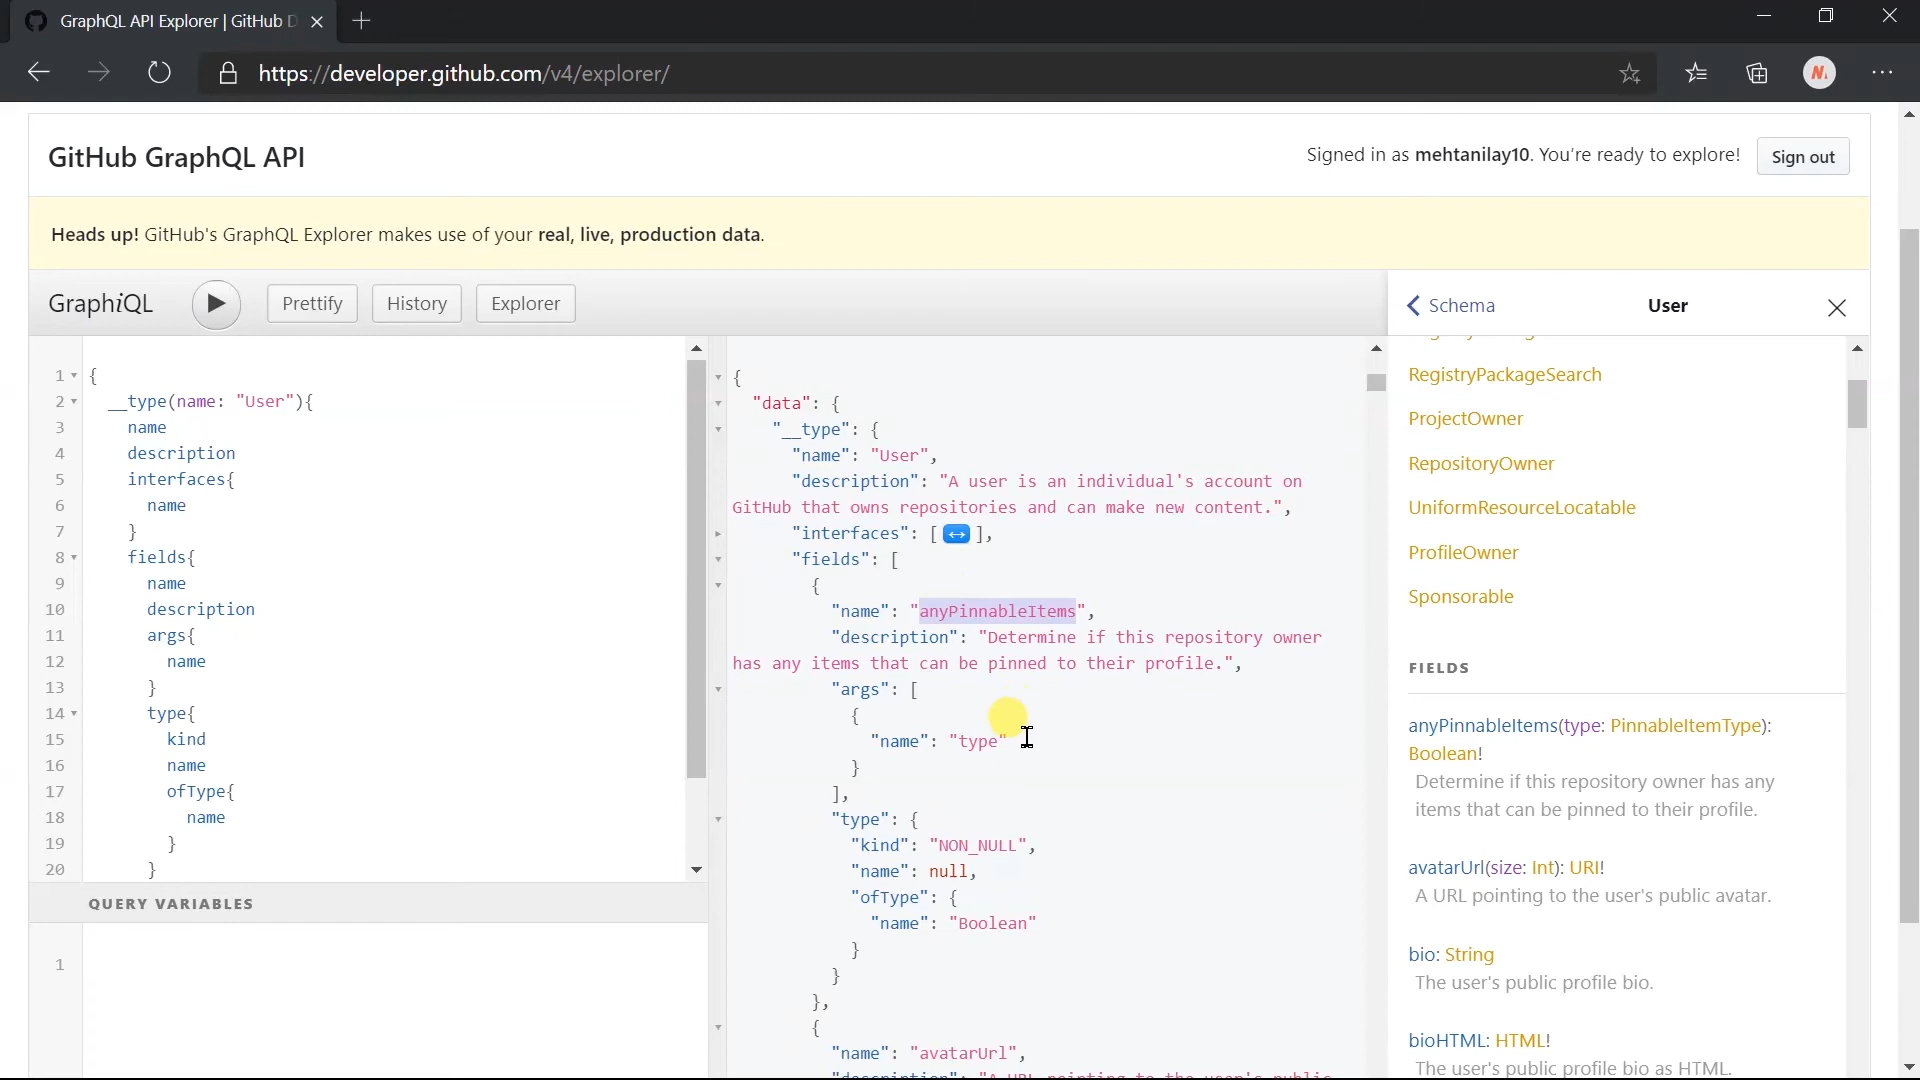 GraphQL API Explorer | GitHub D
https://developer.github.com/v4/explorer/
GitHub GraphQL API
Signed in as mehtanilay10. You're ready to explore!
Sign out
Heads up! GitHub's GraphQL Explorer makes use of your real, live, production data.
GraphiQL
Prettify
History
Explorer
Schema
User
1 {
2 __type(name: "User"){
3 name
4 description
5 interfaces{
6 name
7 }
8 fields{
9 name
10 description
11 args{
12 name
13 }
14 type{
15 kind
16 name
17 ofType{
18 name
19 }
20 }
QUERY VARIABLES
1
{
"data": {
"__type": {
"name": "User",
"description": "A user is an individual's account on
GitHub that owns repositories and can make new content.",
"interfaces": [↔],
"fields": [
{
"name": "anyPinnableItems",
"description": "Determine if this repository owner
has any items that can be pinned to their profile.",
"args": [
{
"name": "type"
}
],
"type": {
"kind": "NON_NULL",
"name": null,
"ofType": {
"name": "Boolean"
}
}
},
{
"name": "avatarUrl",
"description": "A URL pointing to the user's public
RegistryPackageSearch
ProjectOwner
RepositoryOwner
UniformResourceLocatable
ProfileOwner
Sponsorable
FIELDS
anyPinnableItems(type: PinnableItemType):
Boolean!
Determine if this repository owner has any
items that can be pinned to their profile.
avatarUrl(size: Int): URI!
A URL pointing to the user's public avatar.
bio: String
The user's public profile bio.
bioHTML: HTML!
The user's public profile bio as HTML.